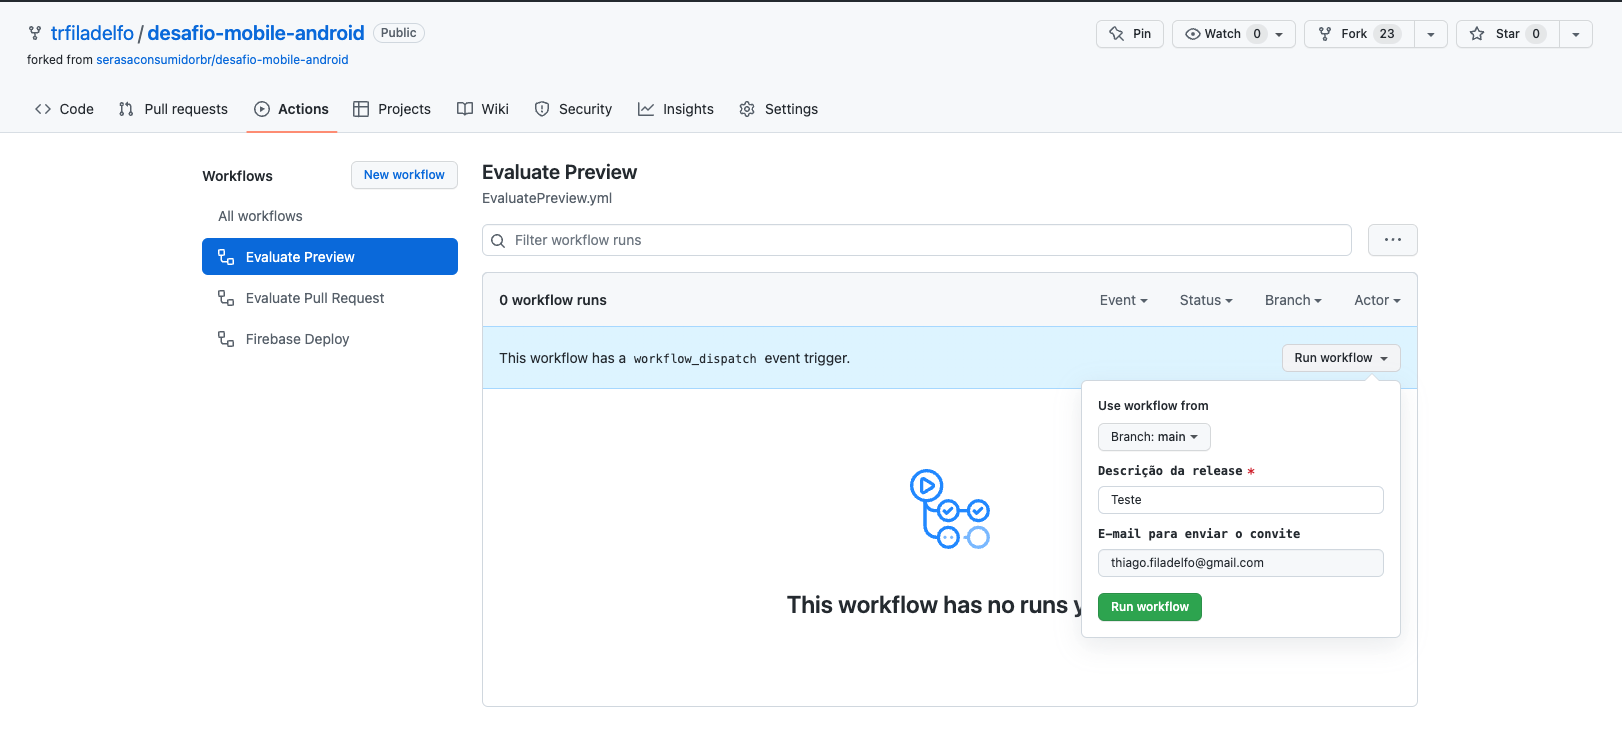 trfiladelfo / desafio-mobile-android Public
Pin
Watch 0
Fork 23
Star 0
forked from serasaconsumidorbr/desafio-mobile-android
Code
Pull requests
Actions
Projects
Wiki
Security
Insights
Settings
Workflows
New workflow
All workflows
Evaluate Preview
Evaluate Pull Request
Firebase Deploy
Evaluate Preview
EvaluatePreview.yml
Filter workflow runs
0 workflow runs
Event
Status
Branch
Actor
This workflow has a workflow_dispatch event trigger.
Run workflow
Use workflow from
Branch: main
Descrição da release *
Teste
E-mail para enviar o convite
thiago.filadelfo@gmail.com
Run workflow
This workflow has no runs